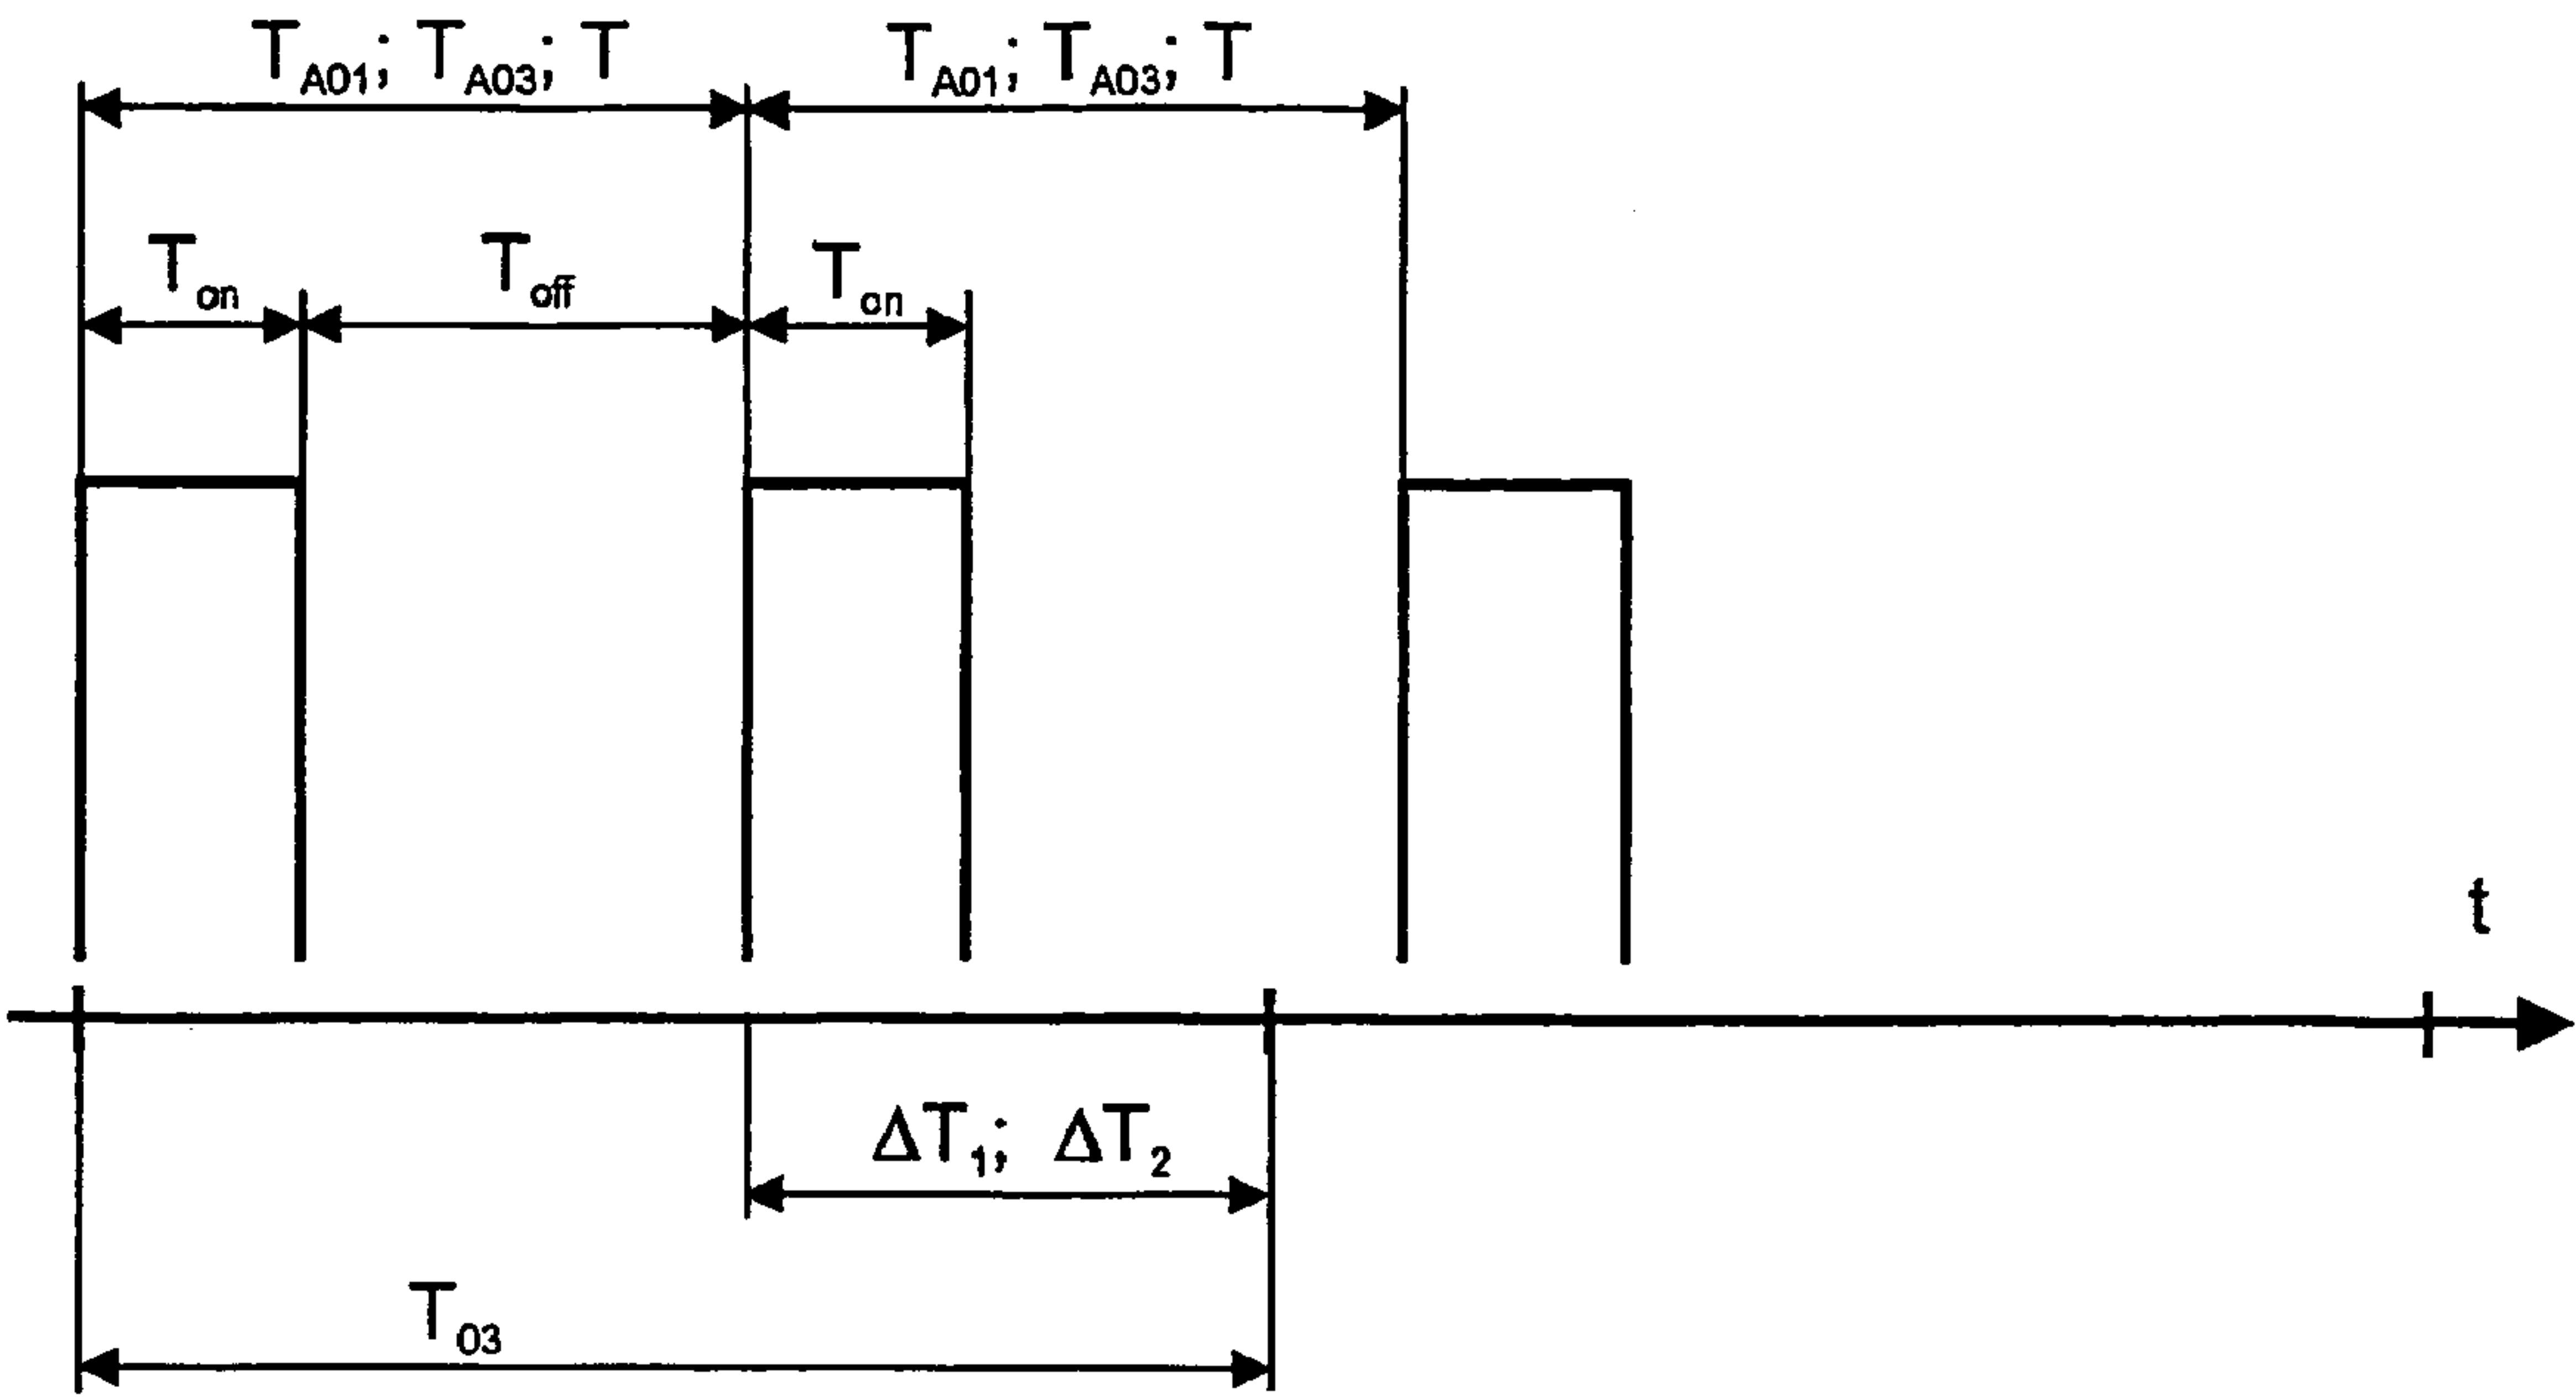 T_A01; T_A03; T T_A01; T_A03; T
T_on T_off T_on
t
ΔT_1; ΔT_2
T_03